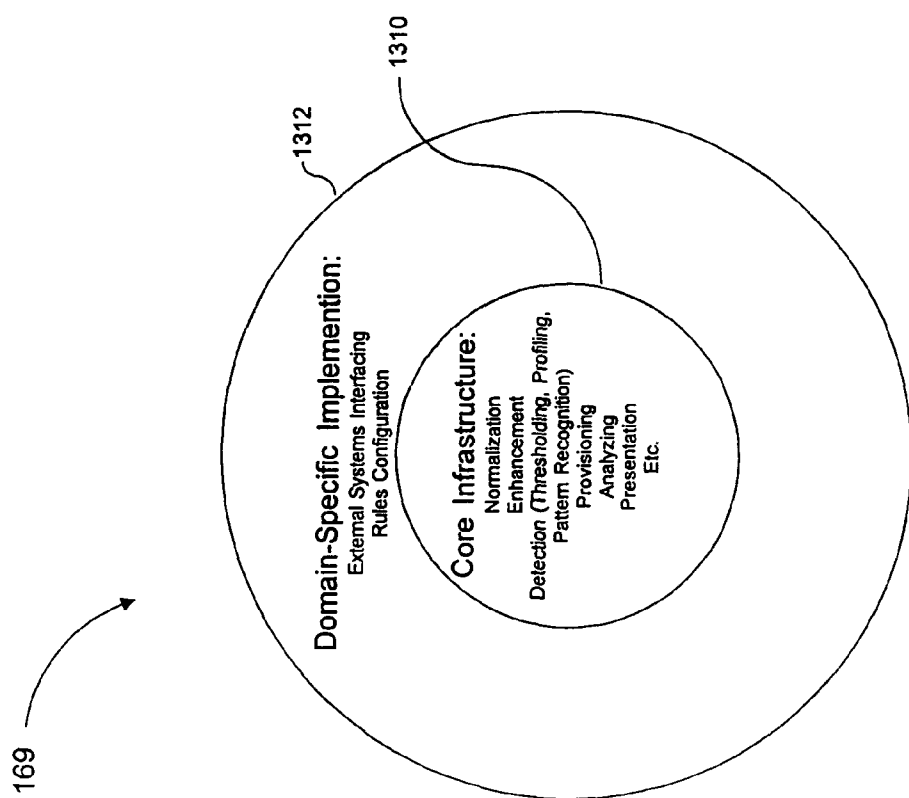 169
1312
1310
Domain-Specific Implemention:
External Systems Interfacing
Rules Configuration
Core Infrastructure:
Normalization
Enhancement
Detection (Thresholding, Profiling,
Pattern Recognition)
Provisioning
Analyzing
Presentation
Etc.